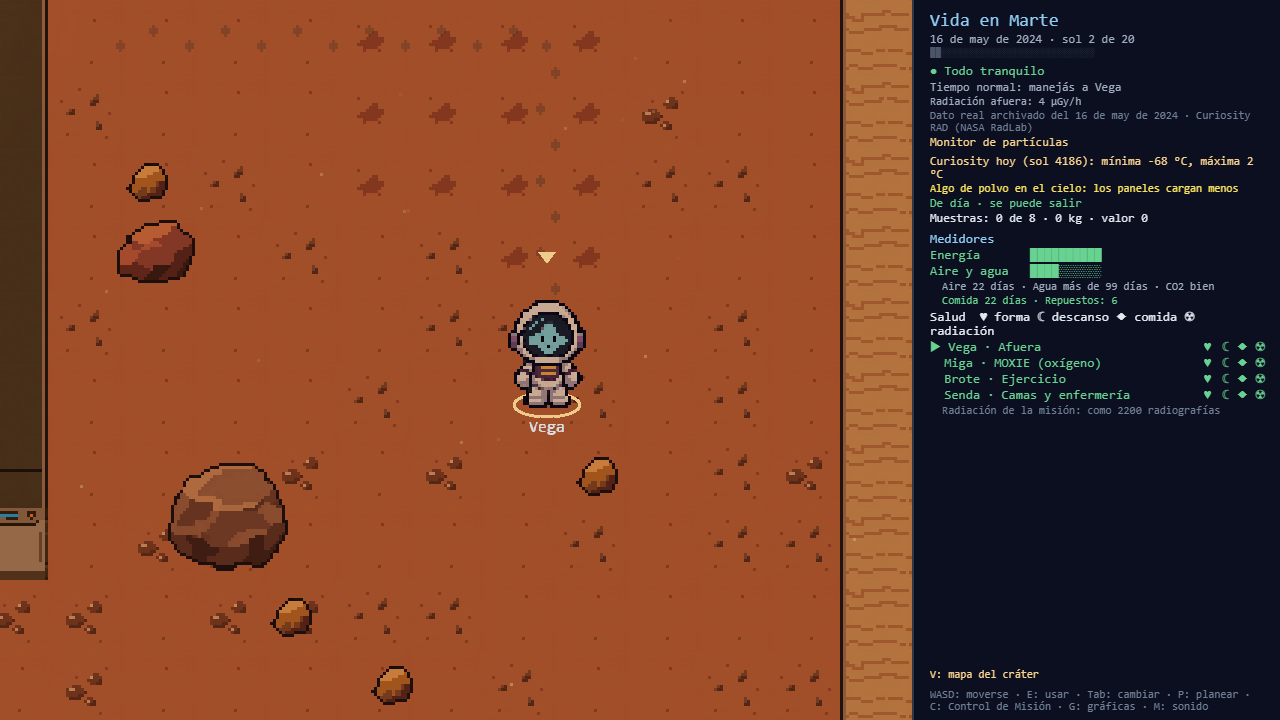 Vida en Marte
16 de may de 2024 · sol 2 de 20
● Todo tranquilo
Tiempo normal: manejás a Vega
Radiación afuera: 4 µGy/h
Dato real archivado del 16 de may de 2024 · Curiosity
RAD (NASA RadLab)
Monitor de partículas
Curiosity hoy (sol 4186): mínima -68 °C, máxima 2
°C
Algo de polvo en el cielo: los paneles cargan menos
De día · se puede salir
Muestras: 0 de 8 · 0 kg · valor 0
Medidores
Energía
Aire y agua
Aire 22 días · Agua más de 99 días · CO2 bien
Comida 22 días · Repuestos: 6
Salud ♥ forma ☾ descanso ◆ comida ☢
radiación
▶ Vega · Afuera ♥ ☾ ◆ ☢
Miga · MOXIE (oxígeno) ♥ ☾ ◆ ☢
Brote · Ejercicio ♥ ☾ ◆ ☢
Senda · Camas y enfermería ♥ ☾ ◆ ☢
Radiación de la misión: como 2200 radiografías
Vega
V: mapa del cráter
WASD: moverse · E: usar · Tab: cambiar · P: planear ·
C: Control de Misión · G: gráficas · M: sonido